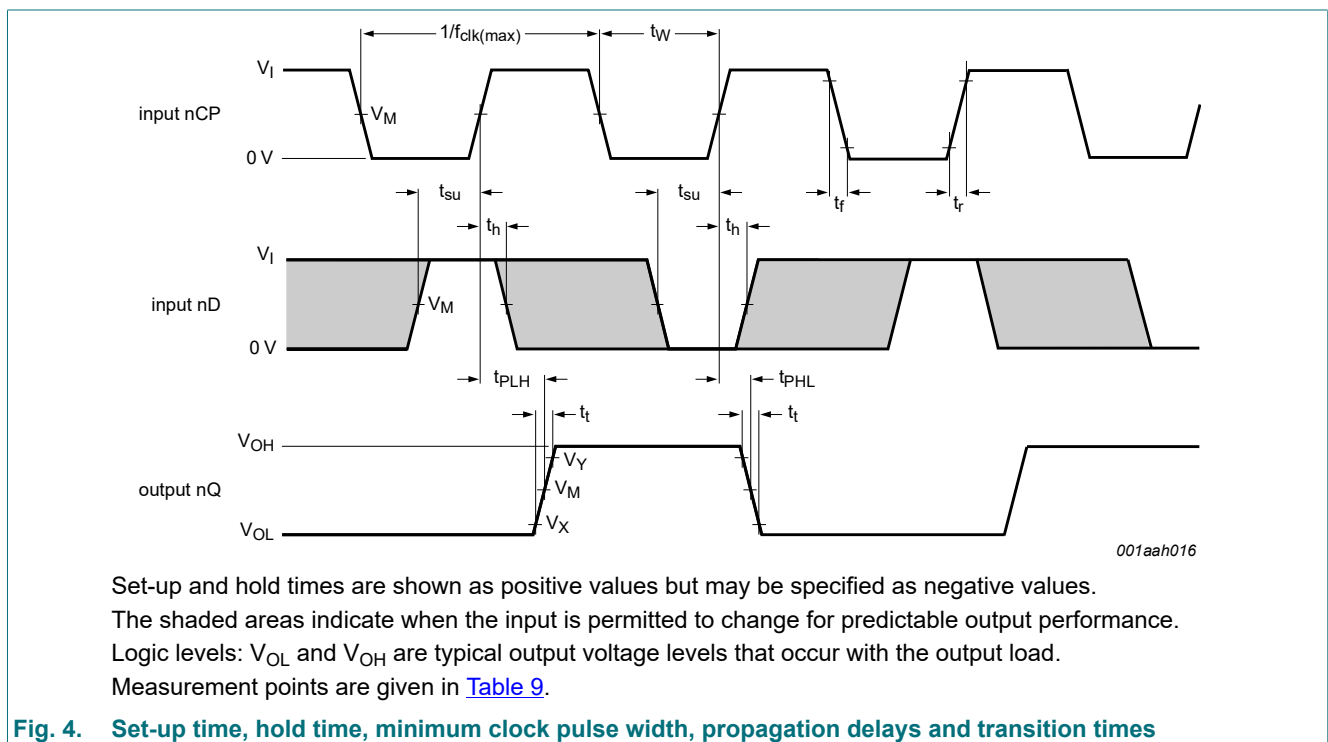 1/fclk(max) tW
VI
input nCP VM
0 V
tsu tsu tf tr
th th
VI
input nD VM
0 V
tPLH tPHL
tt tt
VOH
VY
output nQ VM
VX
VOL
001aah016
Set-up and hold times are shown as positive values but may be specified as negative values.
The shaded areas indicate when the input is permitted to change for predictable output performance.
Logic levels: VOL and VOH are typical output voltage levels that occur with the output load.
Measurement points are given in Table 9.
Fig. 4. Set-up time, hold time, minimum clock pulse width, propagation delays and transition times